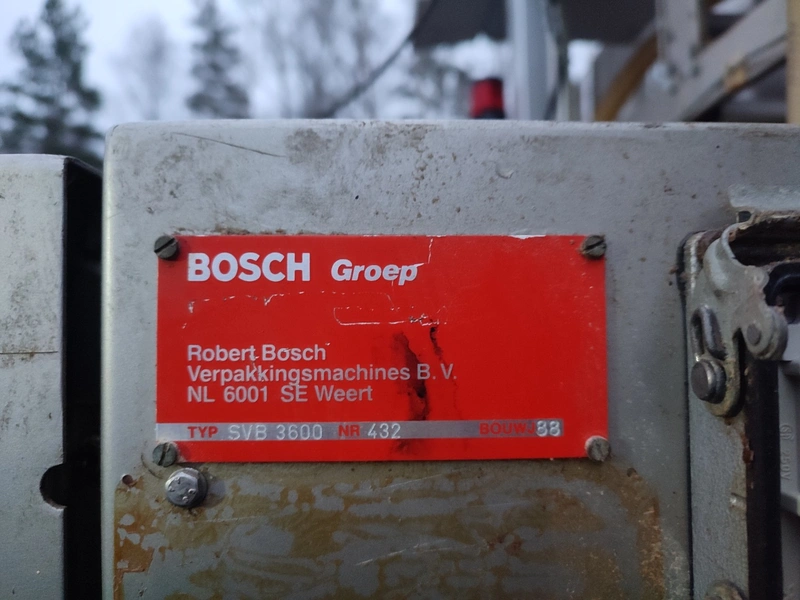 BOSCH Groep
Robert Bosch
Verpakkingsmachines B.V.
NL 6001 SE Weert
TYP SVB 3600 NR 432 BOUWJ 88